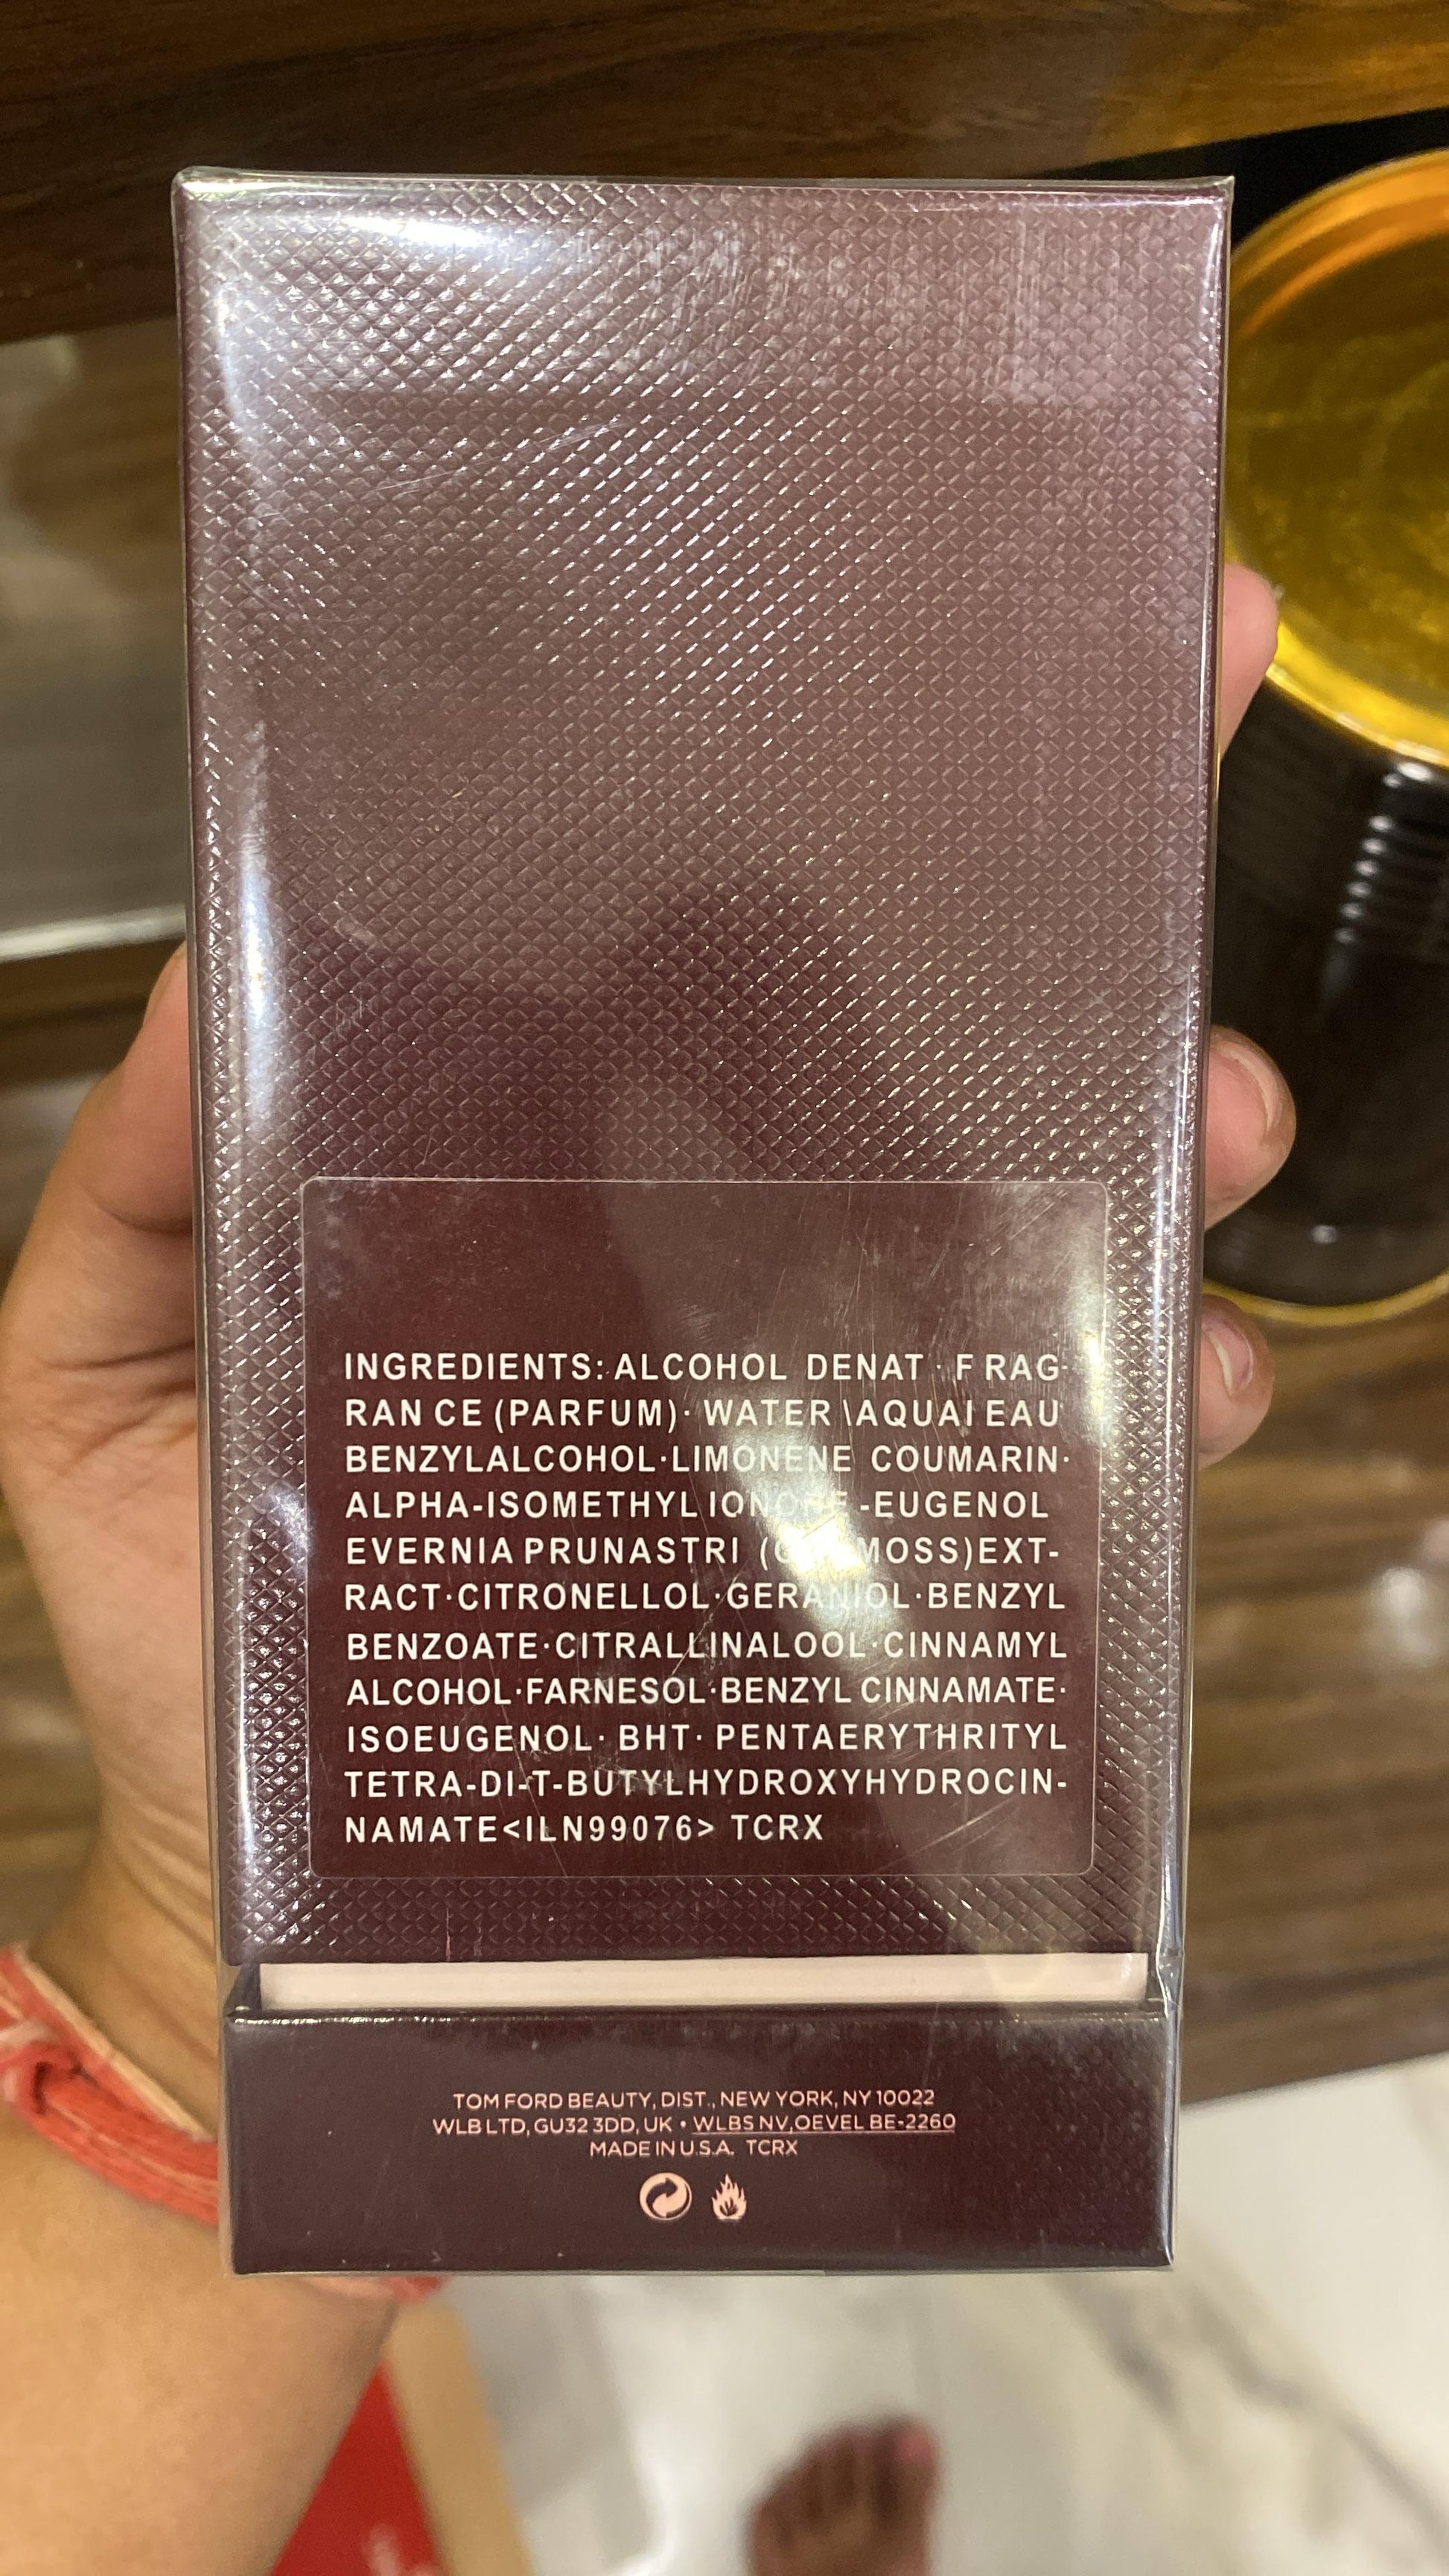 INGREDIENTS: ALCOHOL DENAT · F RAG-
RAN CE (PARFUM)· WATER \AQUAI EAU
BENZYLALCOHOL·LIMONENE COUMARIN·
ALPHA-ISOMETHYL -EUGENOL
EVERNIA PRUNASTRI MOSS)EXT-
RACT·CITRONELLOL·GERANIOL·BENZYL
BENZOATE·CITRALLINALOOL·CINNAMYL
ALCOHOL·FARNESOL·BENZYL CINNAMATE·
ISOEUGENOL· BHT· PENTAERYTHRITYL
TETRA-DI-T-BUTYLHYDROXYHYDROCIN-
NAMATE<ILN99076> TCRX
TOM FORD BEAUTY, DIST., NEW YORK, NY 10022
WLB LTD, GU32 3DD, UK • WLBS NV,OEVEL BE-2260
MADE IN U.S.A. TCRX